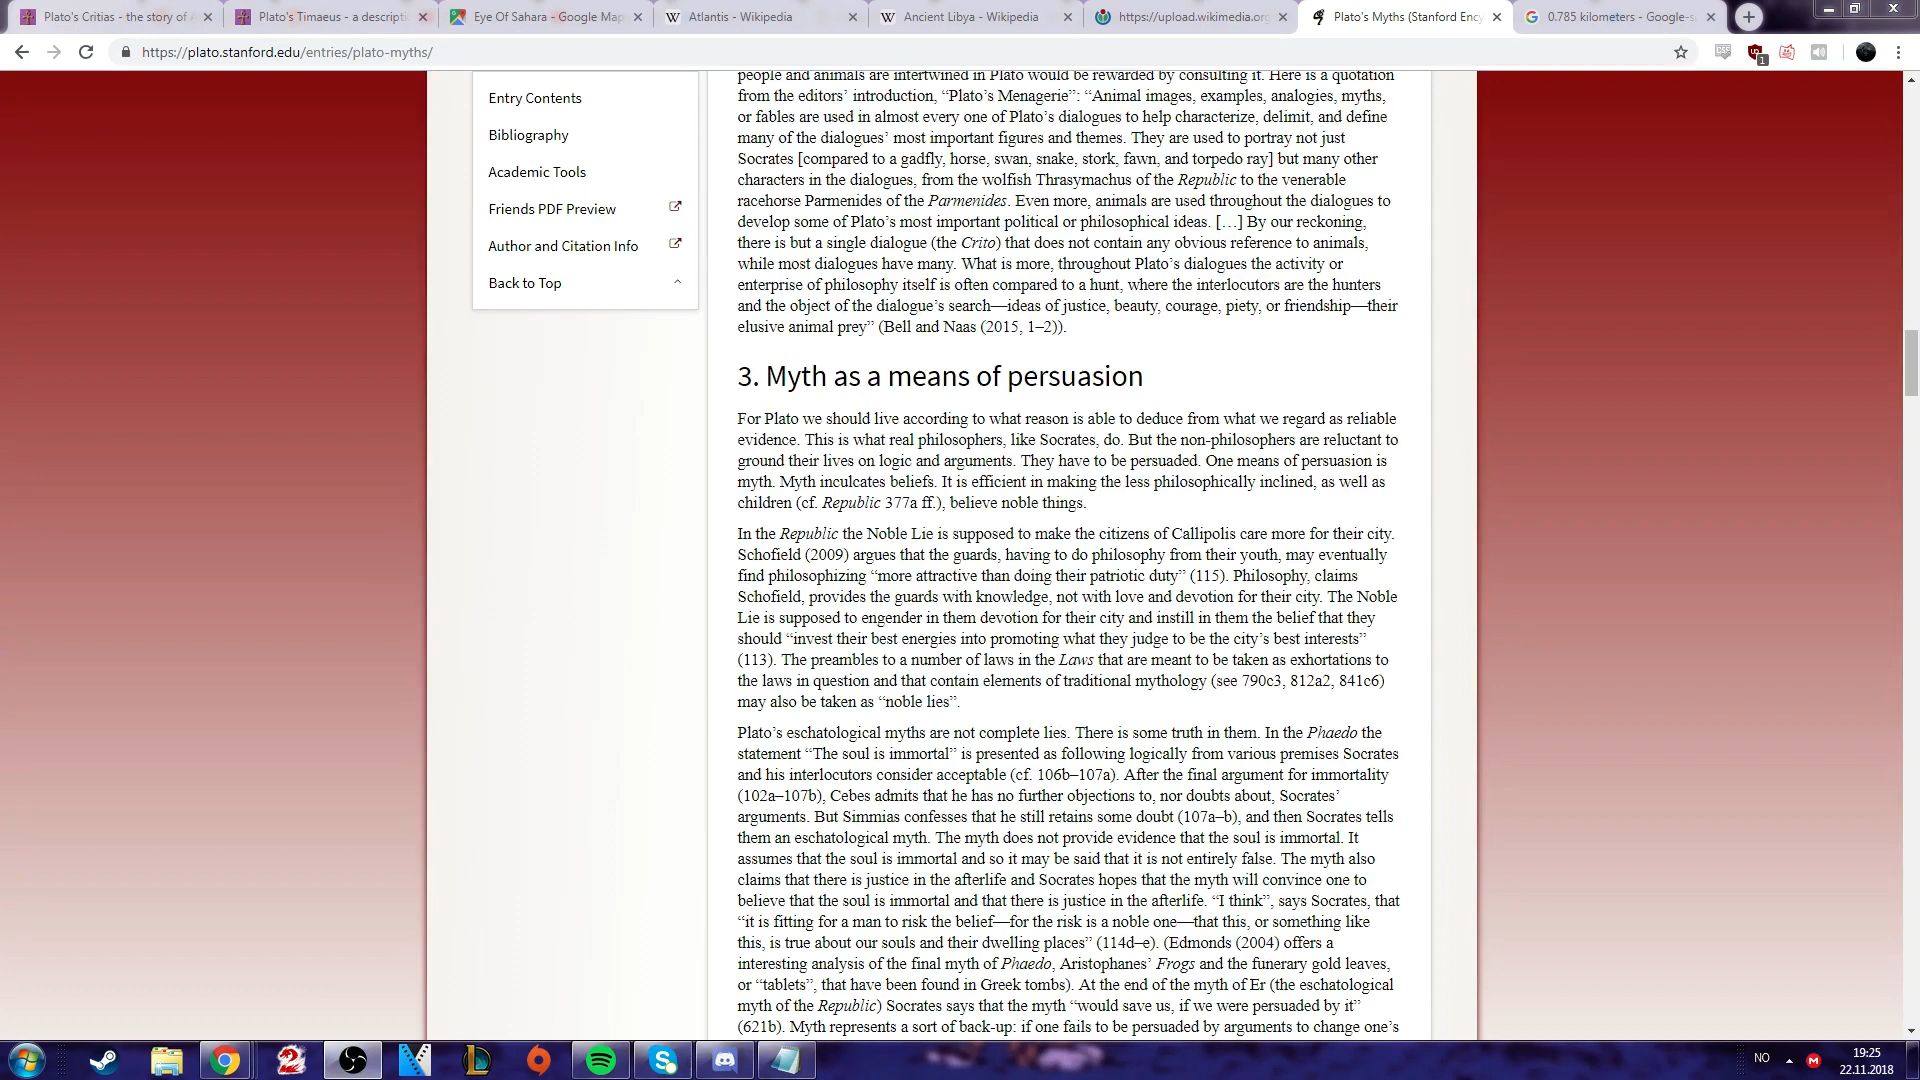 Plato's Critias - the story of A
Plato's Timaeus - a descripti
Eye Of Sahara - Google Map
Atlantis - Wikipedia
Ancient Libya - Wikipedia
https://upload.wikimedia.org
Plato's Myths (Stanford Ency
0.785 kilometers - Google-s
https://plato.stanford.edu/entries/plato-myths/
1
Entry Contents
Bibliography
Academic Tools
Friends PDF Preview
Author and Citation Info
Back to Top
people and animals are intertwined in Plato would be rewarded by consulting it. Here is a quotation
from the editors’ introduction, “Plato’s Menagerie”: “Animal images, examples, analogies, myths,
or fables are used in almost every one of Plato’s dialogues to help characterize, delimit, and define
many of the dialogues’ most important figures and themes. They are used to portray not just
Socrates [compared to a gadfly, horse, swan, snake, stork, fawn, and torpedo ray] but many other
characters in the dialogues, from the wolfish Thrasymachus of the Republic to the venerable
racehorse Parmenides of the Parmenides. Even more, animals are used throughout the dialogues to
develop some of Plato’s most important political or philosophical ideas. […] By our reckoning,
there is but a single dialogue (the Crito) that does not contain any obvious reference to animals,
while most dialogues have many. What is more, throughout Plato’s dialogues the activity or
enterprise of philosophy itself is often compared to a hunt, where the interlocutors are the hunters
and the object of the dialogue’s search—ideas of justice, beauty, courage, piety, or friendship—their
elusive animal prey” (Bell and Naas (2015, 1–2)).
3. Myth as a means of persuasion
For Plato we should live according to what reason is able to deduce from what we regard as reliable
evidence. This is what real philosophers, like Socrates, do. But the non-philosophers are reluctant to
ground their lives on logic and arguments. They have to be persuaded. One means of persuasion is
myth. Myth inculcates beliefs. It is efficient in making the less philosophically inclined, as well as
children (cf. Republic 377a ff.), believe noble things.
In the Republic the Noble Lie is supposed to make the citizens of Callipolis care more for their city.
Schofield (2009) argues that the guards, having to do philosophy from their youth, may eventually
find philosophizing “more attractive than doing their patriotic duty” (115). Philosophy, claims
Schofield, provides the guards with knowledge, not with love and devotion for their city. The Noble
Lie is supposed to engender in them devotion for their city and instill in them the belief that they
should “invest their best energies into promoting what they judge to be the city’s best interests”
(113). The preambles to a number of laws in the Laws that are meant to be taken as exhortations to
the laws in question and that contain elements of traditional mythology (see 790c3, 812a2, 841c6)
may also be taken as “noble lies”.
Plato’s eschatological myths are not complete lies. There is some truth in them. In the Phaedo the
statement “The soul is immortal” is presented as following logically from various premises Socrates
and his interlocutors consider acceptable (cf. 106b–107a). After the final argument for immortality
(102a–107b), Cebes admits that he has no further objections to, nor doubts about, Socrates’
arguments. But Simmias confesses that he still retains some doubt (107a–b), and then Socrates tells
them an eschatological myth. The myth does not provide evidence that the soul is immortal. It
assumes that the soul is immortal and so it may be said that it is not entirely false. The myth also
claims that there is justice in the afterlife and Socrates hopes that the myth will convince one to
believe that the soul is immortal and that there is justice in the afterlife. “I think”, says Socrates, that
“it is fitting for a man to risk the belief—for the risk is a noble one—that this, or something like
this, is true about our souls and their dwelling places” (114d–e). (Edmonds (2004) offers a
interesting analysis of the final myth of Phaedo, Aristophanes’ Frogs and the funerary gold leaves,
or “tablets”, that have been found in Greek tombs). At the end of the myth of Er (the eschatological
myth of the Republic) Socrates says that the myth “would save us, if we were persuaded by it”
(621b). Myth represents a sort of back-up: if one fails to be persuaded by arguments to change one’s
NO
19:25
22.11.2018